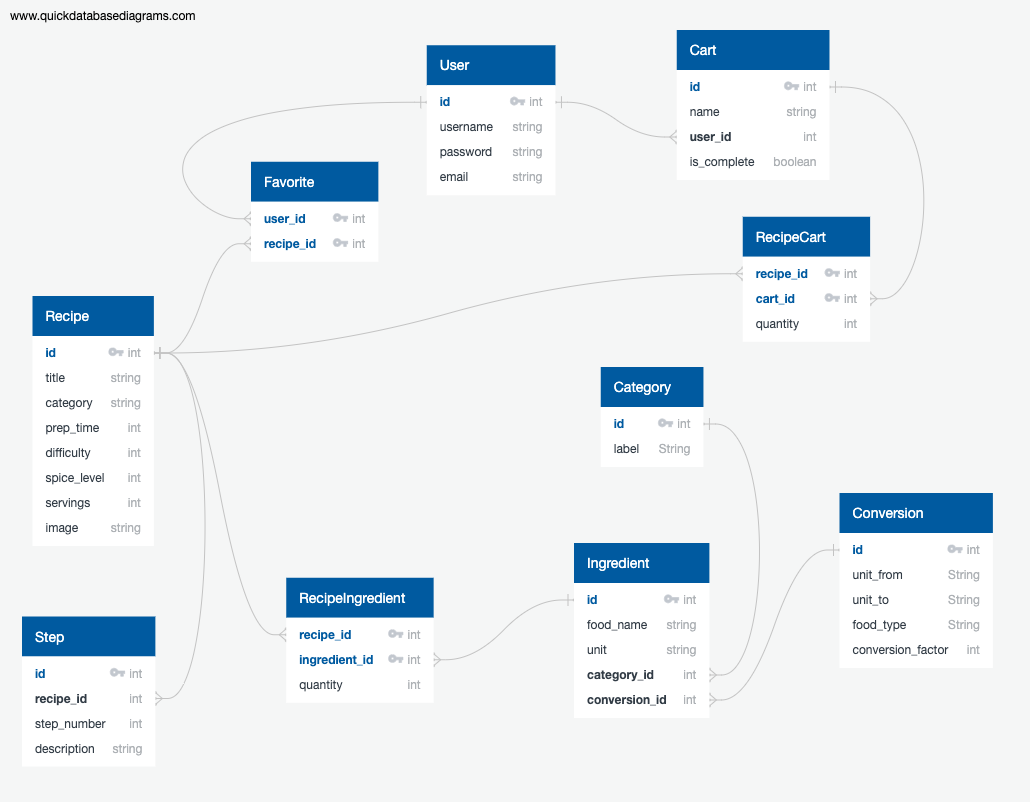 www.quickdatabasediagrams.com
User
id int
username string
password string
email string
Cart
id int
name string
user_id int
is_complete boolean
Favorite
user_id int
recipe_id int
RecipeCart
recipe_id int
cart_id int
quantity int
Recipe
id int
title string
category string
prep_time int
difficulty int
spice_level int
servings int
image string
Category
id int
label String
Conversion
id int
unit_from String
unit_to String
food_type String
conversion_factor int
Ingredient
id int
food_name string
unit string
category_id int
conversion_id int
RecipeIngredient
recipe_id int
ingredient_id int
quantity int
Step
id int
recipe_id int
step_number int
description string